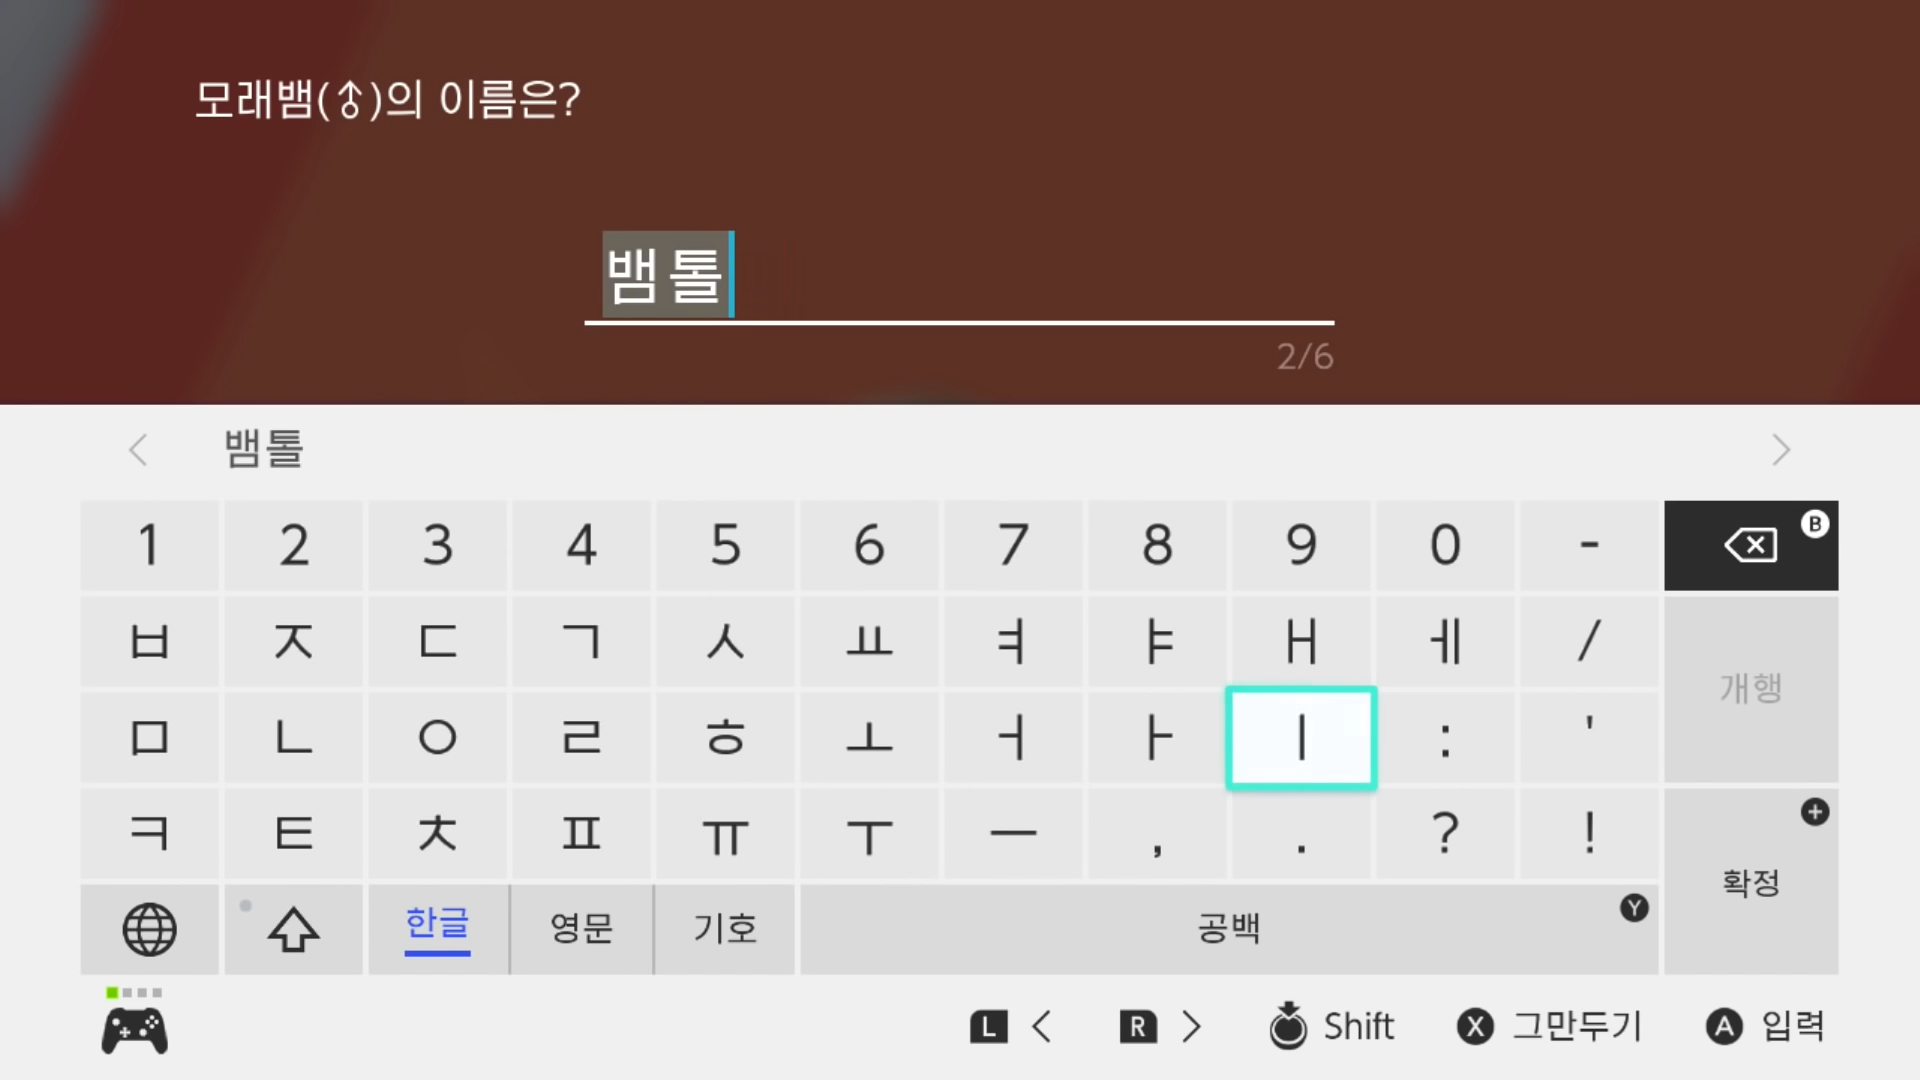 모래뱀(♂)의 이름은?
뱀톨
2/6
뱀톨
1 2 3 4 5 6 7 8 9 0 - B
ㅂ ㅈ ㄷ ㄱ ㅅ ㅛ ㅕ ㅑ ㅐ ㅔ / 개행
ㅁ ㄴ ㅇ ㄹ ㅎ ㅗ ㅓ ㅏ ㅣ : '
ㅋ ㅌ ㅊ ㅍ ㅠ ㅜ ㅡ , . ? ! + 확정
한글 영문 기호 공백 Y
L < R > Shift X 그만두기 A 입력